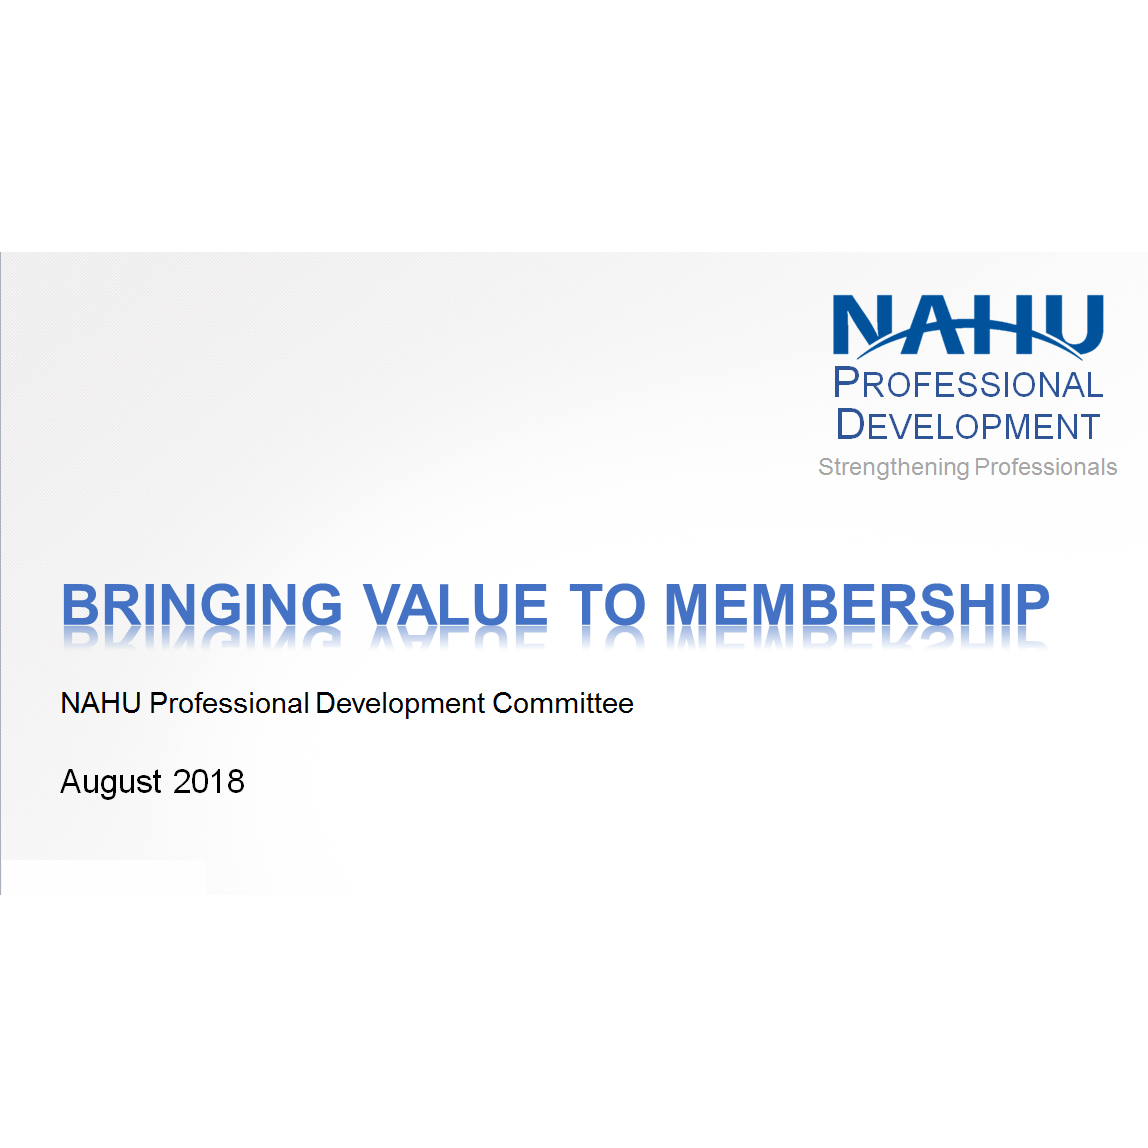 NAHU
PROFESSIONAL
DEVELOPMENT
Strengthening Professionals
BRINGING VALUE TO MEMBERSHIP
NAHU Professional Development Committee
August 2018